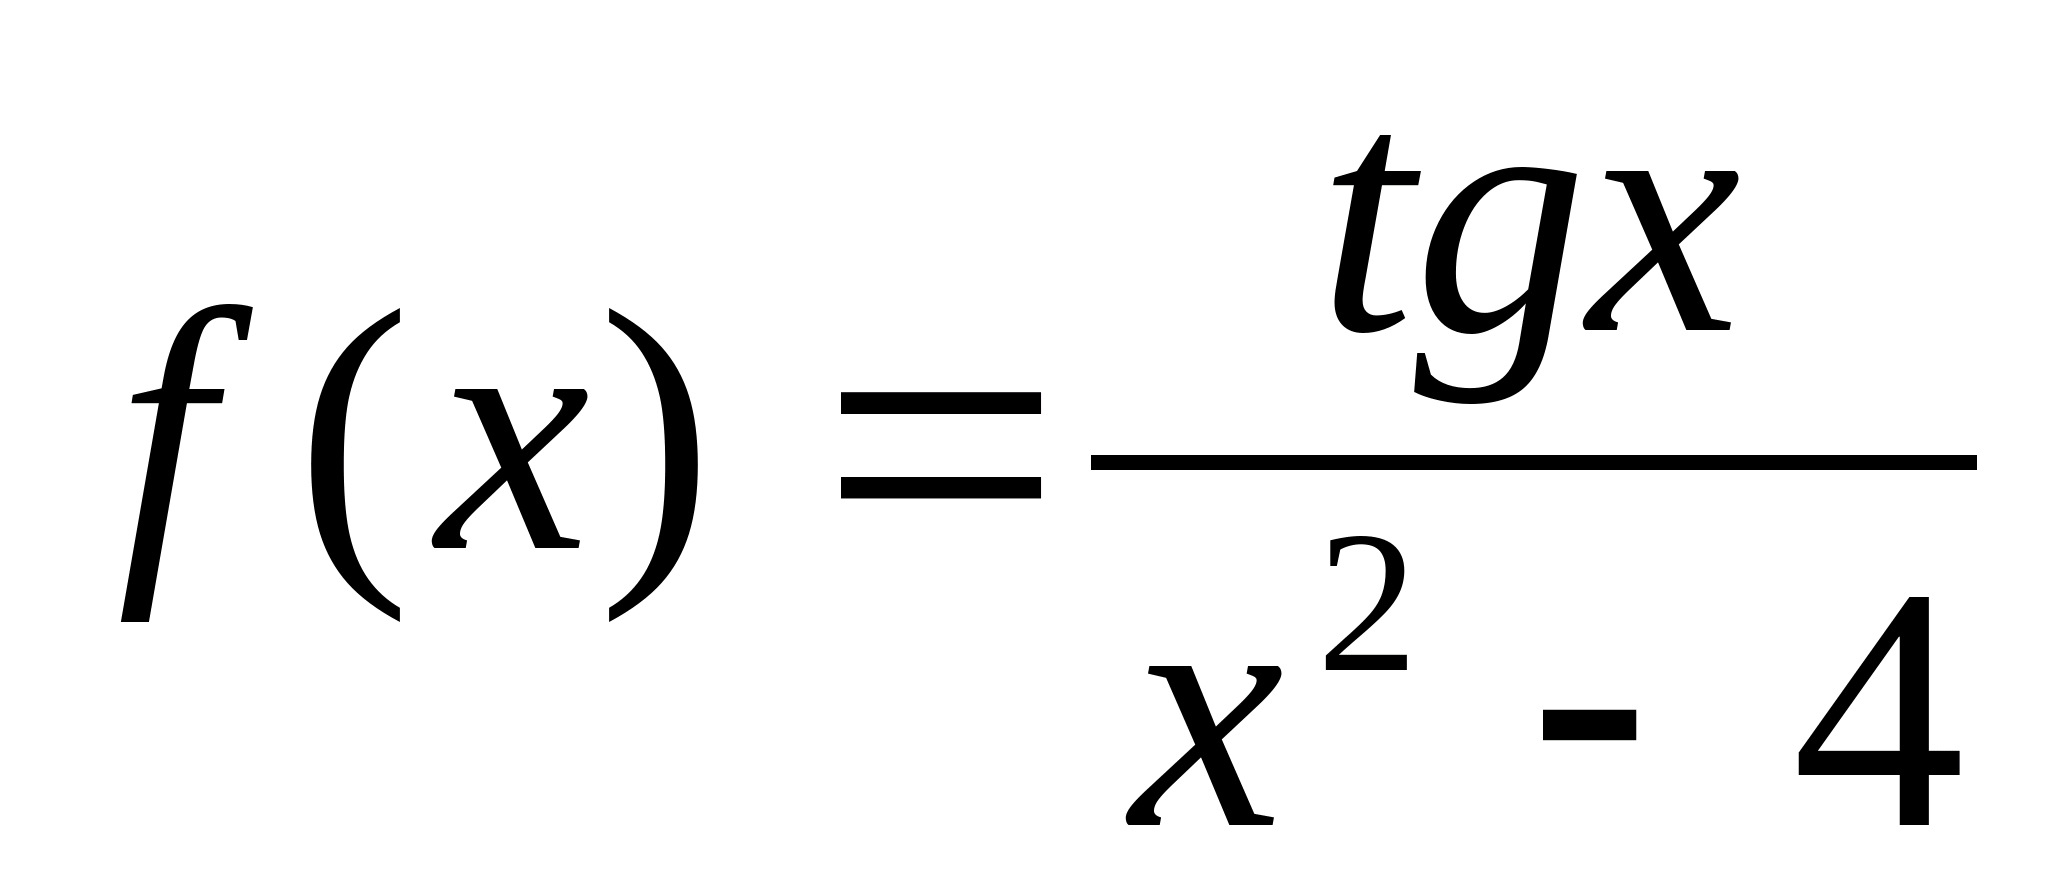 f(x) = tgx / x² - 4